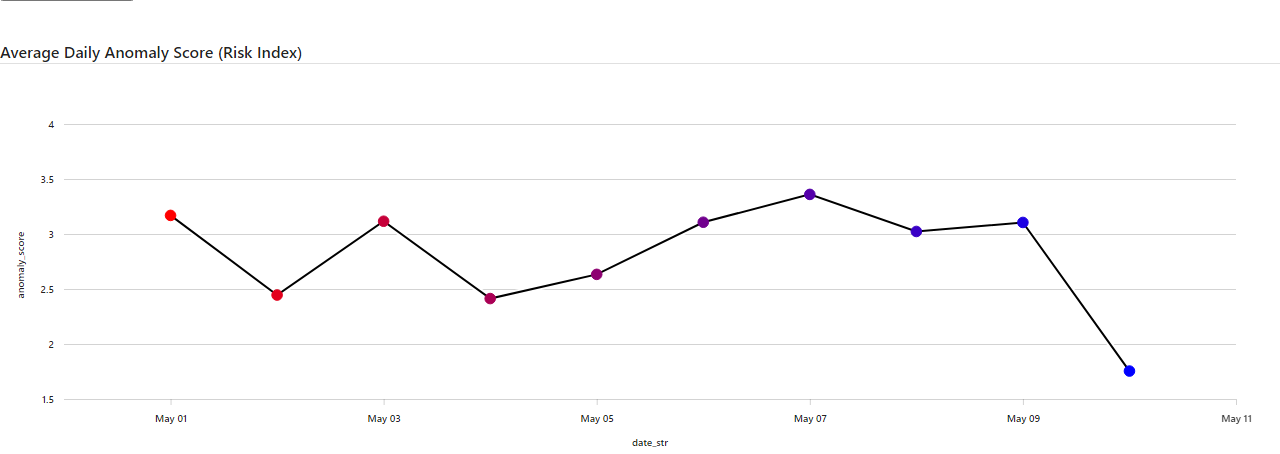 Average Daily Anomaly Score (Risk Index)
4
3.5
3
2.5
2
1.5
anomaly_score
May 01
May 03
May 05
May 07
May 09
May 11
date_str